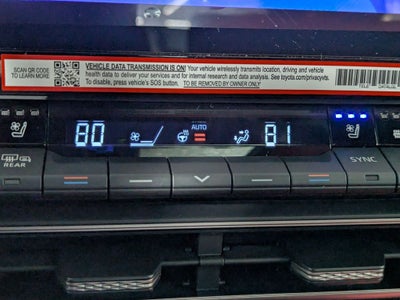 SCAN QR CODE
TO LEARN MORE
VEHICLE DATA TRANSMISSION IS ON! Your vehicle wirelessly transmits location, driving and vehicle
health data to deliver your services and for internal research and data analysis. See toyota.com/privacyvts.
To disable, press vehicle's SOS button. TO BE REMOVED BY OWNER ONLY
80
AUTO
81
REAR
SYNC